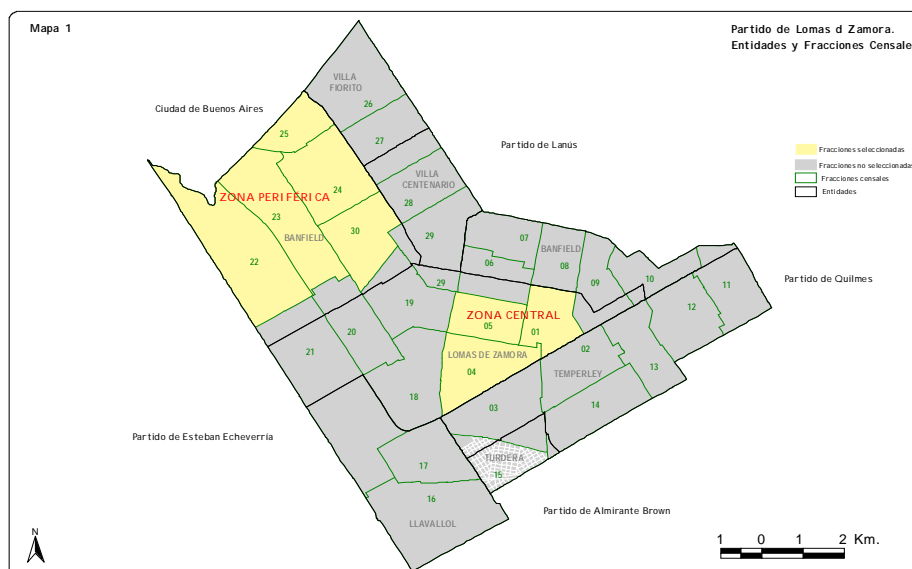 Mapa 1
Partido de Lomas d Zamora.
Entidades y Fracciones Censale
VILLA
FIORITO
Ciudad de Buenos Aires
26
25
27
Partido de Lanús
Fracciones seleccionadas
Fracciones no seleccionadas
Fracciones censales
Entidades
VILLA
CENTENARIO
24
ZONA PERIFÉRICA
28
23
30
BANFIELD
29
07
BANFIELD
06
08
22
10
Partido de Quilmes
09
29
11
19
12
ZONA CENTRAL
05
01
20
21
02
LOMAS DE ZAMORA
04
TEMPERLEY
13
18
03
14
Partido de Esteban Echeverría
17
TURDERA
15
16
LLAVALLOL
Partido de Almirante Brown
N
1 0 1 2 Km.